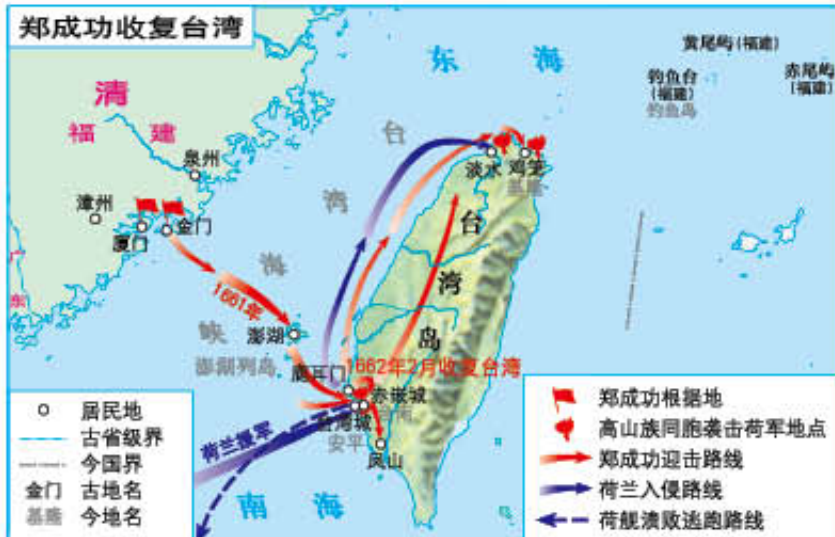 郑成功收复台湾
东海
黄尾屿(福建)
钓鱼台
(福建)
钓鱼岛
赤尾屿
(福建)
清
福建
泉州
漳州
厦门
金门
广东
台湾海峡
淡水
鸡笼
基隆
台湾岛
1661年
澎湖
澎湖列岛
鹿耳门
1662年2月收复台湾
赤嵌城
台南
台湾城
安平
凤山
荷兰援军
南海
居民地
古省级界
今国界
金门 古地名
基隆 今地名
郑成功根据地
高山族同胞袭击荷军地点
郑成功迎击路线
荷兰入侵路线
荷舰溃败逃跑路线